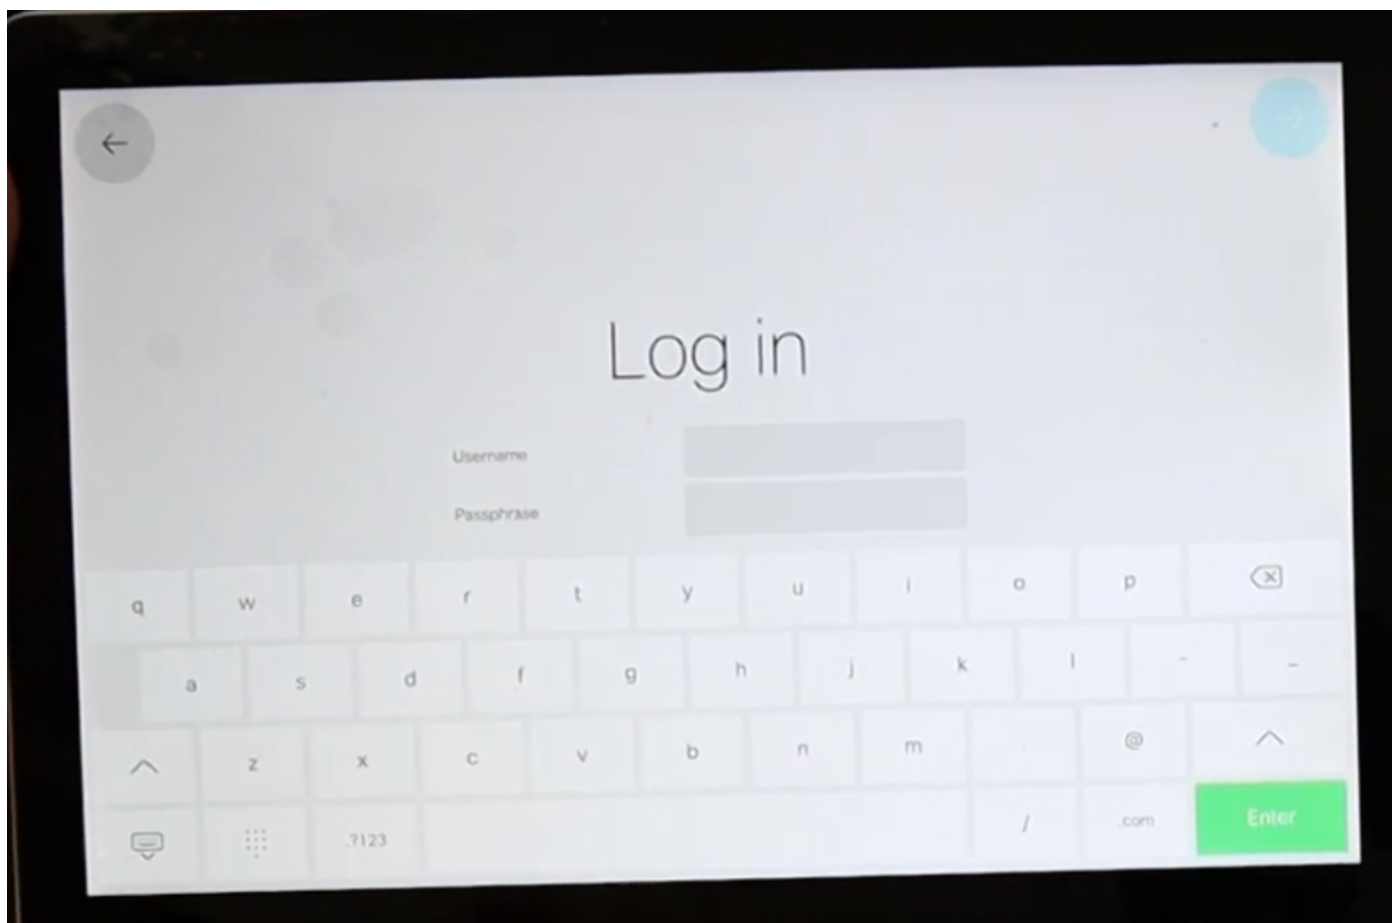 Log in
Username
Passphrase
q w e r t y u i o p
a s d f g h j k l - _
z x c v b n m . @
.?123 / .com Enter